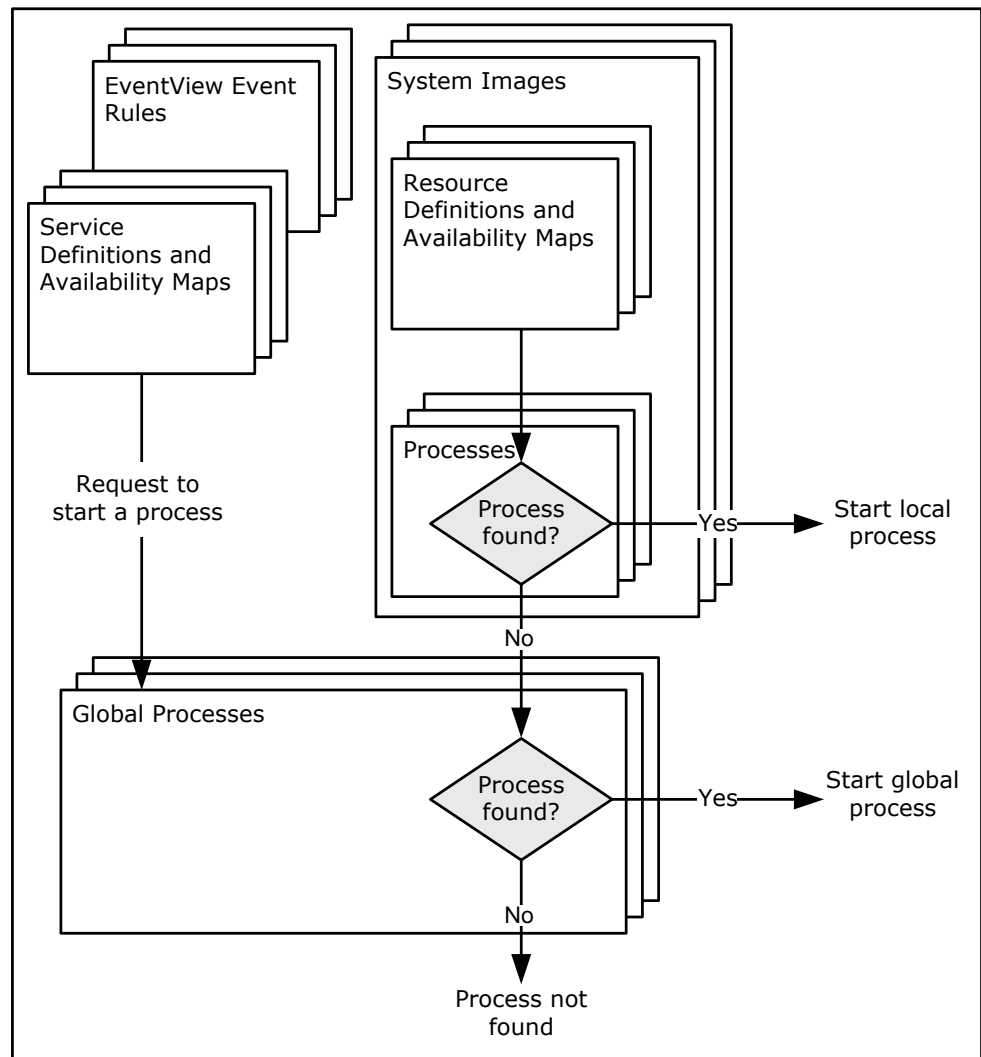 EventView Event
Rules
Service
Definitions and
Availability Maps
System Images
Resource
Definitions and
Availability Maps
Request to
start a process
Processes
Process
found?
Yes
Start local
process
No
Global Processes
Process
found?
Yes
Start global
process
No
Process not
found